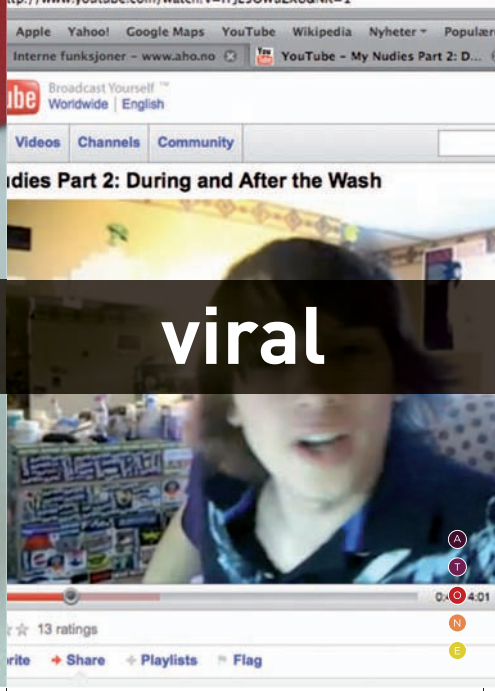 Apple Yahoo! Google Maps YouTube Wikipedia Nyheter
Interne funksjoner – www.aho.no YouTube – My Nudies Part 2: D...
Broadcast Yourself ™
Worldwide | English
Videos Channels Community
Part 2: During and After the Wash
viral
A
T
4:01
O
13 ratings
N
Share Playlists Flag
E